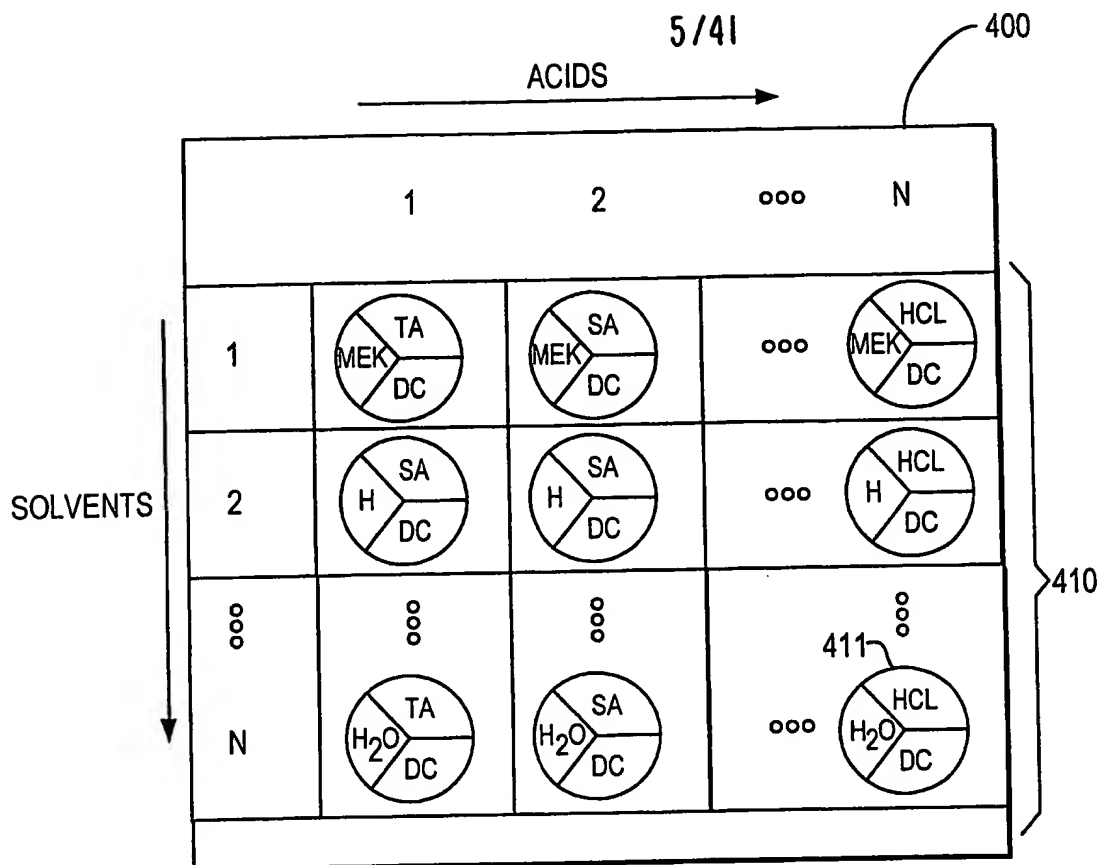 5/41
400
ACIDS
1 2 ooo N
1 TA MEK DC SA MEK DC ooo HCL MEK DC
SOLVENTS 2 SA H DC SA H DC ooo HCL H DC
410
ooo ooo ooo ooo
411
N TA H2O DC SA H2O DC ooo HCL H2O DC